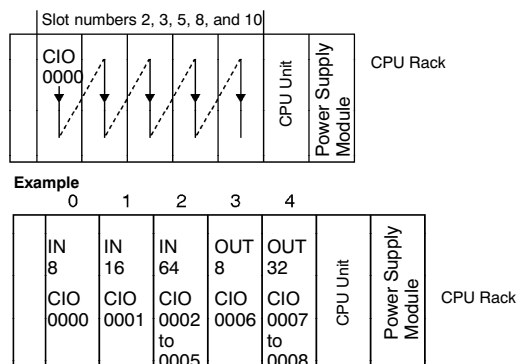 Slot numbers 2, 3, 5, 8, and 10
CIO
0000
CPU Unit
Power Supply
Module
CPU Rack
Example
0 1 2 3 4
IN
8
CIO
0000
IN
16
CIO
0001
IN
64
CIO
0002
to
0005
OUT
8
CIO
0006
OUT
32
CIO
0007
to
0008
CPU Unit
Power Supply
Module
CPU Rack